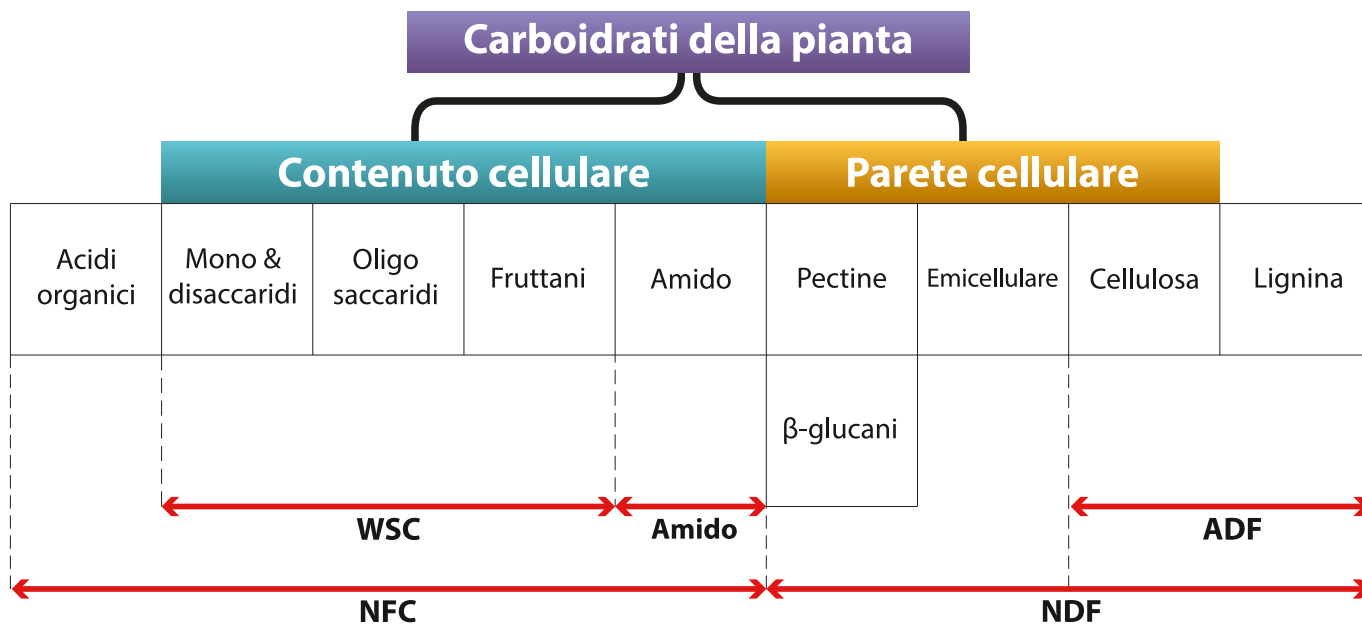 Carboidrati della pianta
Contenuto cellulare
Parete cellulare
Acidi
organici
Mono &
disaccaridi
Oligo
saccaridi
Fruttani
Amido
Pectine
Emicellulare
Cellulosa
Lignina
β-glucani
WSC
Amido
ADF
NFC
NDF